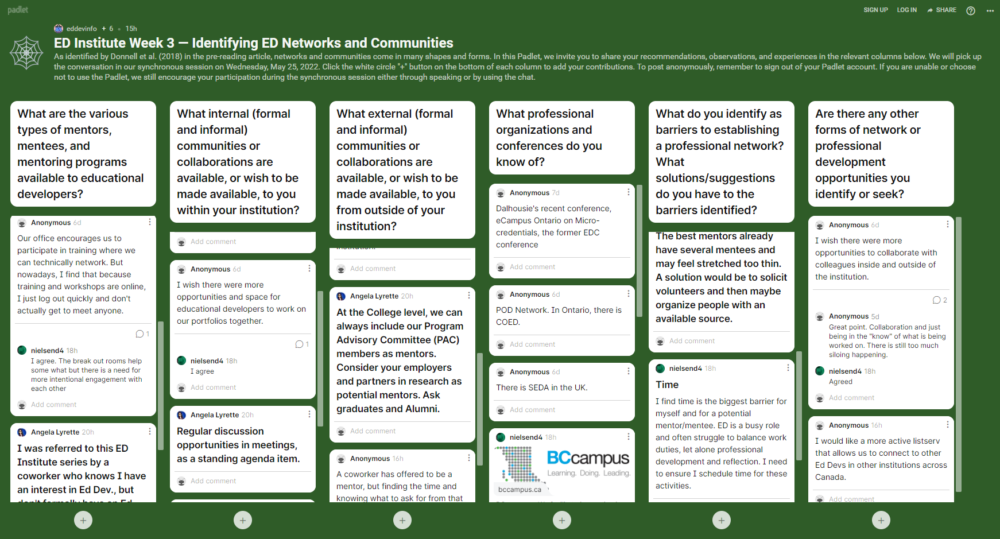 padlet
SIGN UP LOG IN SHARE
eddevinfo + 6 • 15h
ED Institute Week 3 — Identifying ED Networks and Communities
As identified by Donnell et al. (2018) in the pre-reading article, networks and communities come in many shapes and forms. In this Padlet, we invite you to share your recommendations, observations, and experiences in the relevant columns below. We will pick up
the conversation in our synchronous session on Wednesday, May 25, 2022. Click the white circle "+" button on the bottom of each column to add your contributions. To post anonymously, remember to sign out of your Padlet account. If you are unable or choose
not to use the Padlet, we still encourage your participation during the synchronous session either through speaking or by using the chat.
What are the various
types of mentors,
mentees, and
mentoring programs
available to educational
developers?
Anonymous 6d
Our office encourages us to
participate in training where we
can technically network. But
nowadays, I find that because
training and workshops are online,
I just log out quickly and don't
actually get to meet anyone.
1
nielsend4 18h
I agree. The break out rooms help
some what but there is a need for
more intentional engagement with
each other
Add comment
Angela Lyrette 20h
I was referred to this ED
Institute series by a
coworker who knows I have
an interest in Ed Dev., but
don't formally have an Ed
What internal (formal
and informal)
communities or
collaborations are
available, or wish to be
made available, to you
within your institution?
Add comment
Anonymous 6d
I wish there were more
opportunities and space for
educational developers to work on
our portfolios together.
1
nielsend4 18h
I agree
Add comment
Angela Lyrette 20h
Regular discussion
opportunities in meetings,
as a standing agenda item.
Add comment
What external (formal
and informal)
communities or
collaborations are
available, or wish to be
made available, to you
from outside of your
institution?
institution.
Add comment
Angela Lyrette 20h
At the College level, we can
always include our Program
Advisory Committee (PAC)
members as mentors.
Consider your employers
and partners in research as
potential mentors. Ask
graduates and Alumni.
Add comment
Anonymous 16h
A coworker has offered to be a
mentor, but finding the time and
knowing what to ask for from that
What professional
organizations and
conferences do you
know of?
Anonymous 7d
Dalhousie's recent conference,
eCampus Ontario on Micro-
credentials, the former EDC
conference
Add comment
Anonymous 6d
POD Network. In Ontario, there is
COED.
Add comment
Anonymous 6d
There is SEDA in the UK.
Add comment
nielsend4 18h
BCcampus
Learning. Doing. Leading.
bccampus.ca
What do you identify as
barriers to establishing
a professional network?
What
solutions/suggestions
do you have to the
barriers identified?
The best mentors already
have several mentees and
may feel stretched too thin.
A solution would be to solicit
volunteers and then maybe
organize people with an
available source.
Add comment
nielsend4 18h
Time
I find time is the biggest barrier for
myself and for a potential
mentor/mentee. ED is a busy role
and often struggle to balance work
duties, let alone professional
development and reflection. I need
to ensure I schedule time for these
activities.
Are there any other
forms of network or
professional
development
opportunities you
identify or seek?
Anonymous 6d
I wish there were more
opportunities to collaborate with
colleagues inside and outside of
the institution.
2
Anonymous 5d
Great point. Collaboration and just
being in the "know" of what is being
worked on. There is still too much
siloing happening.
nielsend4 18h
Agreed
Add comment
Anonymous 16h
I would like a more active listserv
that allows us to connect to other
Ed Devs in other institutions across
Canada.
Add comment